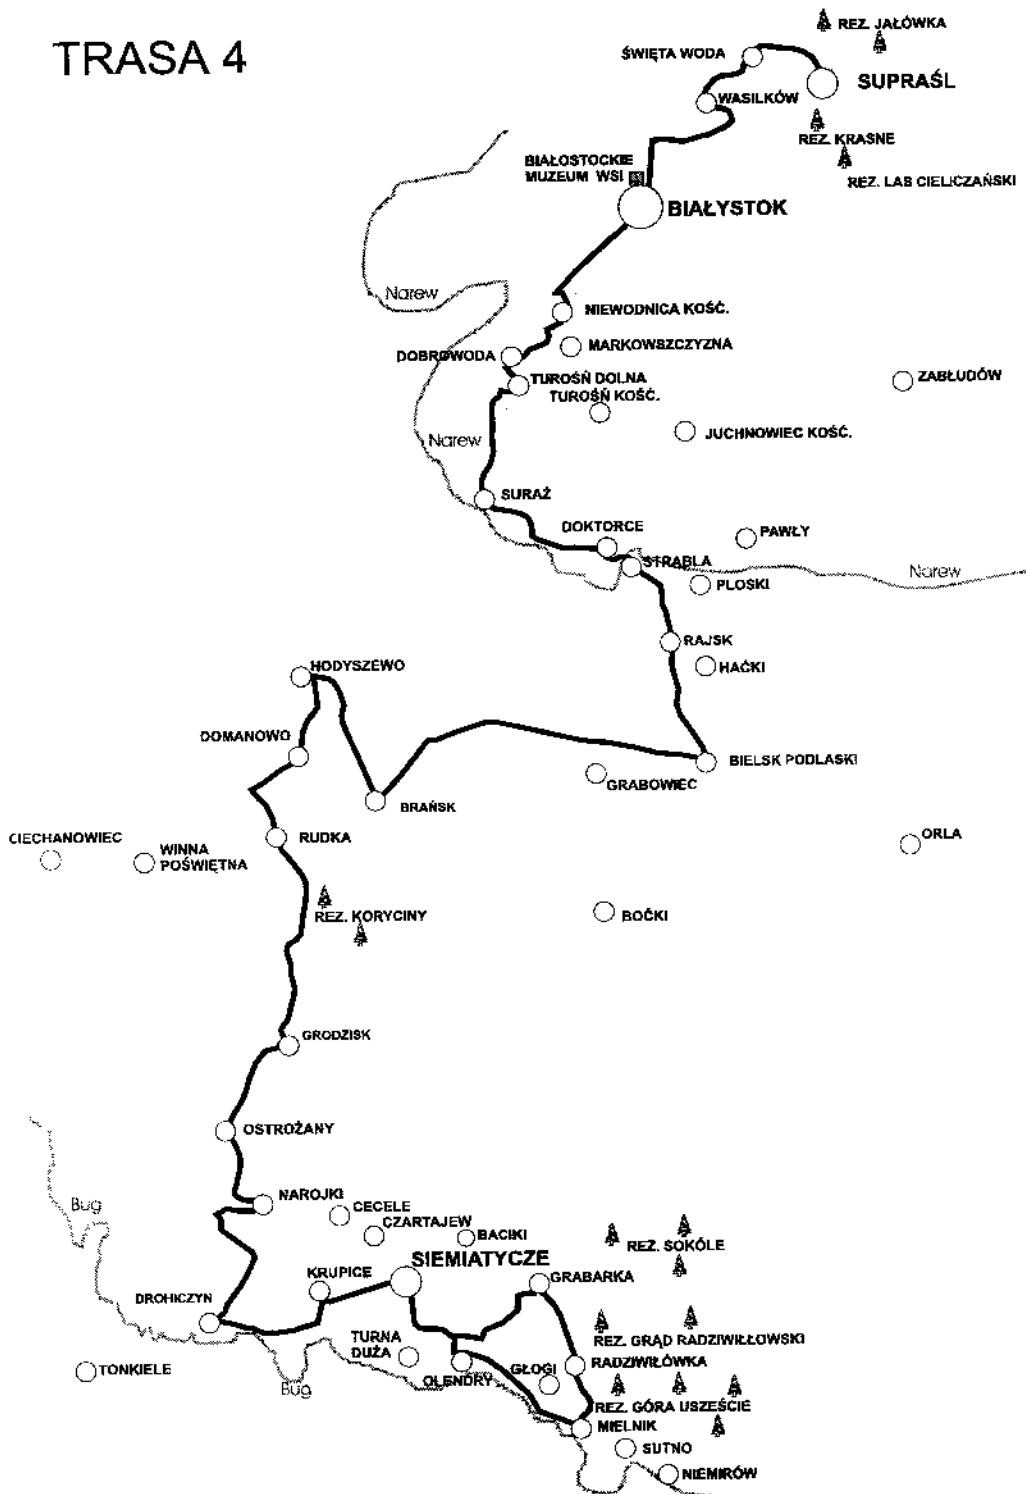 TRASA 4
REZ. JAŁÓWKA
ŚWIĘTA WODA
SUPRAŚL
WASILKÓW
REZ. KRASNE
BIAŁOSTOCKIE
MUZEUM WSI
REZ. LAS CIELICZAŃSKI
BIAŁYSTOK
Narew
NIEWODNICA KOŚĆ.
MARKOWSZCZYZNA
DOBROWODA
TUROŚŃ DOLNA
ZABŁUDÓW
TUROŚŃ KOŚĆ.
JUCHNOWIEC KOŚĆ.
Narew
SURAŻ
DOKTORCE
PAWŁY
STRABLA
Narew
PLOSKI
RAJSK
HAĆKI
HODYSZEWO
DOMANOWO
BIELSK PODLASKI
GRABOWIEC
BRAŃSK
CIECHANOWIEC
RUDKA
ORLA
WINNA
POŚWIĘTNA
REZ. KORYCINY
BOĆKI
GRODZISK
OSTROŻANY
Bug
NAROJKI
CECELE
CZARTAJEW
BACIKI
REZ. SOKÓLE
SIEMIATYCZE
KRUPICE
GRABARKA
DROHICZYN
TURNA
DUŻA
REZ. GRĄD RADZIWIŁŁOWSKI
RADZIWIŁÓWKA
TONKIELE
GŁOGI
OLENDRY
Bug
REZ. GÓRA USZEŚCIE
MIELNIK
SUTNO
NIEMIRÓW